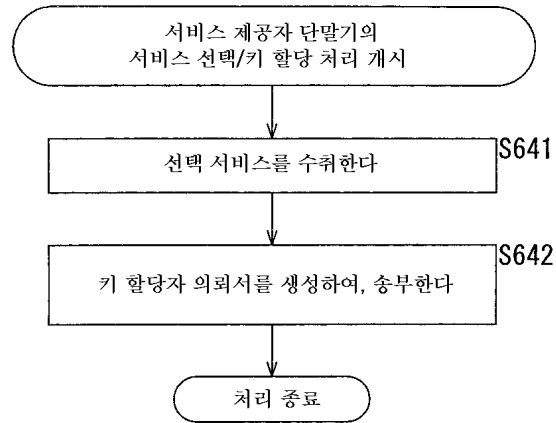 서비스 제공자 단말기의
서비스 선택/키 할당 처리 개시
선택 서비스를 수취한다
S641
키 할당자 의뢰서를 생성하여, 송부한다
S642
처리 종료